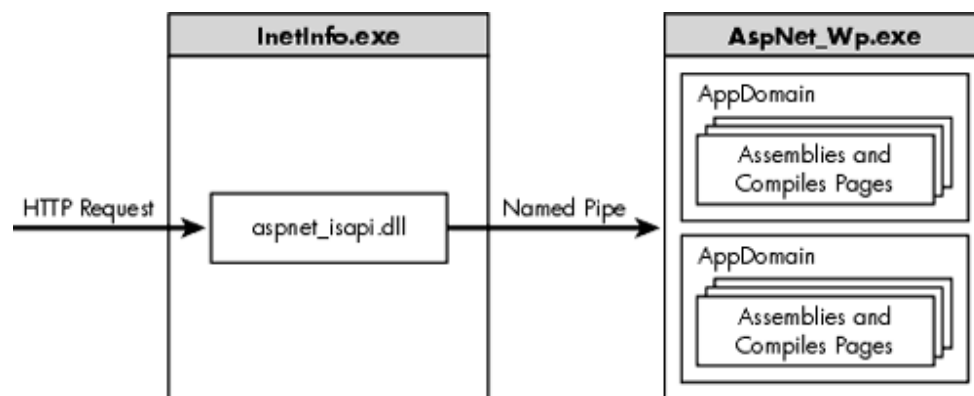 InetInfo.exe
AspNet_Wp.exe
HTTP Request
aspnet_isapi.dll
Named Pipe
AppDomain
Assemblies and
Compiles Pages
AppDomain
Assemblies and
Compiles Pages